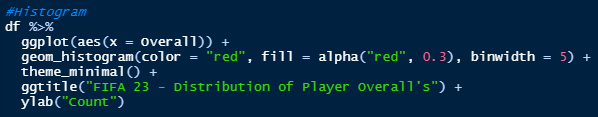 #Histogram
df %>%
  ggplot(aes(x = Overall)) +
  geom_histogram(color = "red", fill = alpha("red", 0.3), binwidth = 5) +
  theme_minimal() +
  ggtitle("FIFA 23 - Distribution of Player Overall's") +
  ylab("Count")